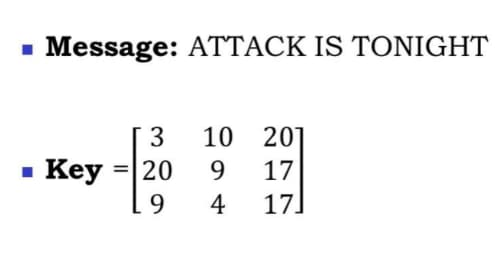 ▪ Message: ATTACK IS TONIGHT
3 10 20
▪ Key = 20 9 17
9 4 17